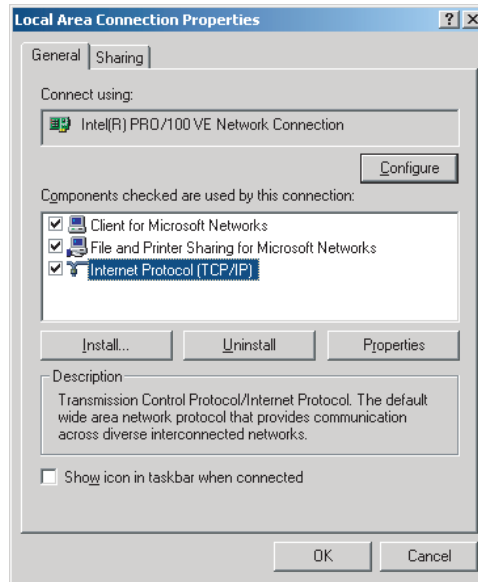 Local Area Connection Properties
General
Sharing
Connect using:
Intel(R) PRO/100 VE Network Connection
Configure
Components checked are used by this connection:
Client for Microsoft Networks
File and Printer Sharing for Microsoft Networks
Internet Protocol (TCP/IP)
Install...
Uninstall
Properties
Description
Transmission Control Protocol/Internet Protocol. The default
wide area network protocol that provides communication
across diverse interconnected networks.
Show icon in taskbar when connected
OK
Cancel